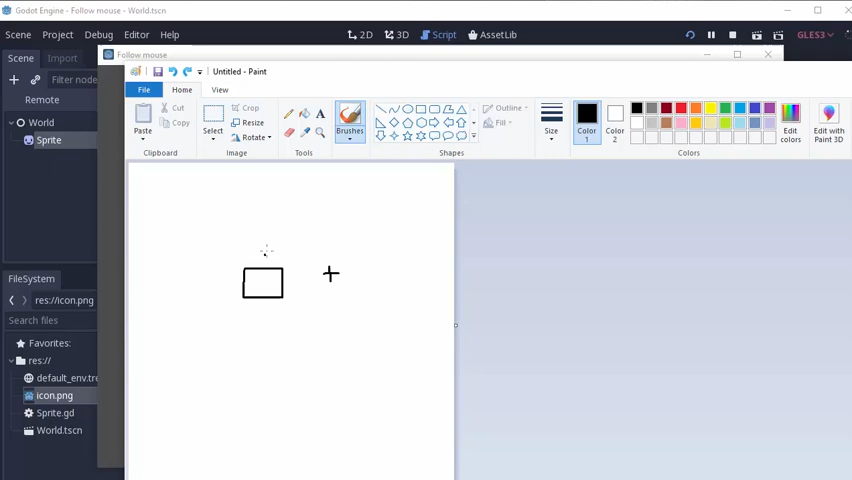 Godot Engine - Follow mouse - World.tscn
Scene Project Debug Editor Help
2D 3D Script AssetLib
GLES3
Scene Import
Filter node
Remote
World
Sprite
FileSystem
res://icon.png
Search files
Favorites:
res://
default_env.tre
icon.png
Sprite.gd
World.tscn
Follow mouse
Untitled - Paint
File Home View
Paste
Cut
Copy
Clipboard
Select
Crop
Resize
Rotate
Image
A
Tools
Brushes
Outline
Fill
Shapes
Size
Color
1
Color
2
Edit
colors
Colors
Edit with
Paint 3D